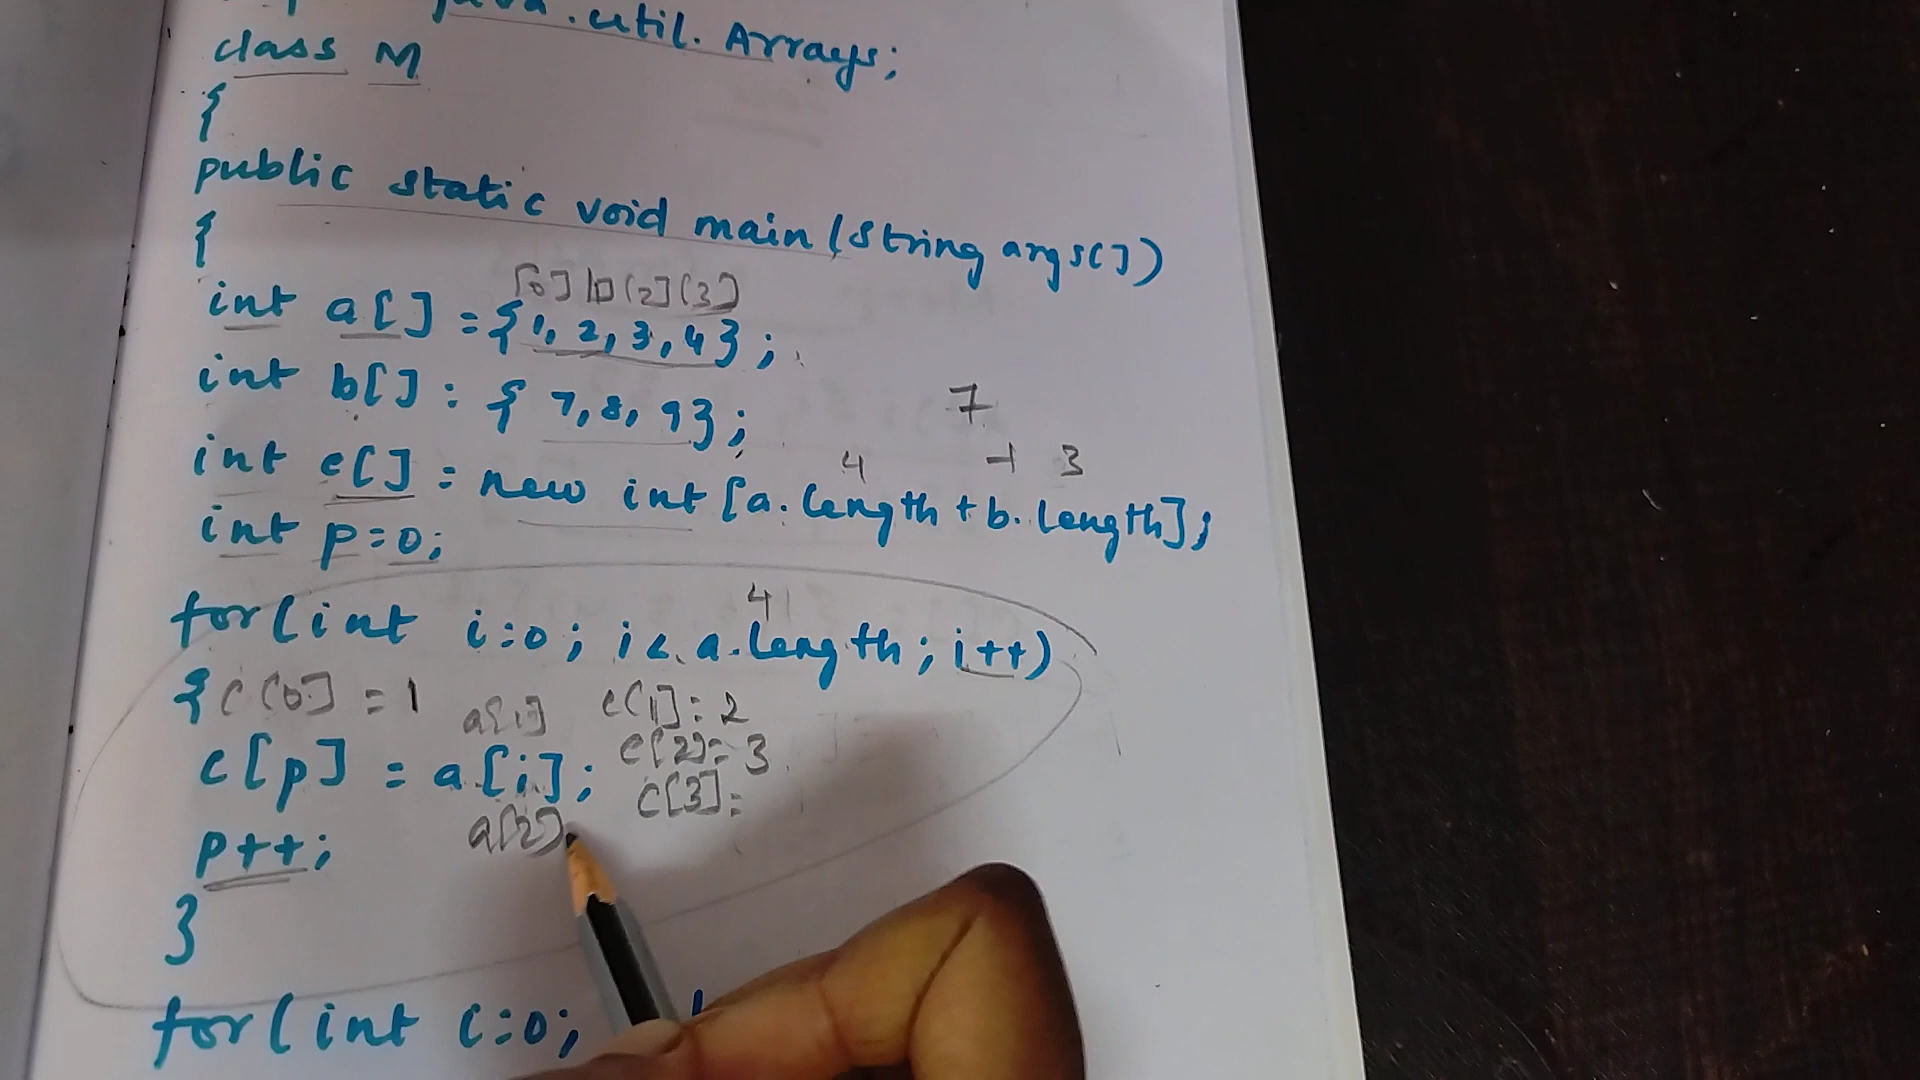 java.util. Arrays;
class M
{
public static void main(String args[])
{
[0] [1] [2] [3]
int a[] = {1, 2, 3, 4};
int b[] = { 7, 8, 9};
7
4 + 3
int c[] = new int [a.length + b.length];
int p=0;
4
for(int i=0; i< a.length; i++)
{ c[0] = 1 a[1] c[1] = 2
c[2] = 3
c[p] = a[i]; c[3] =
a[2]
p++;
}
for(int i=0;